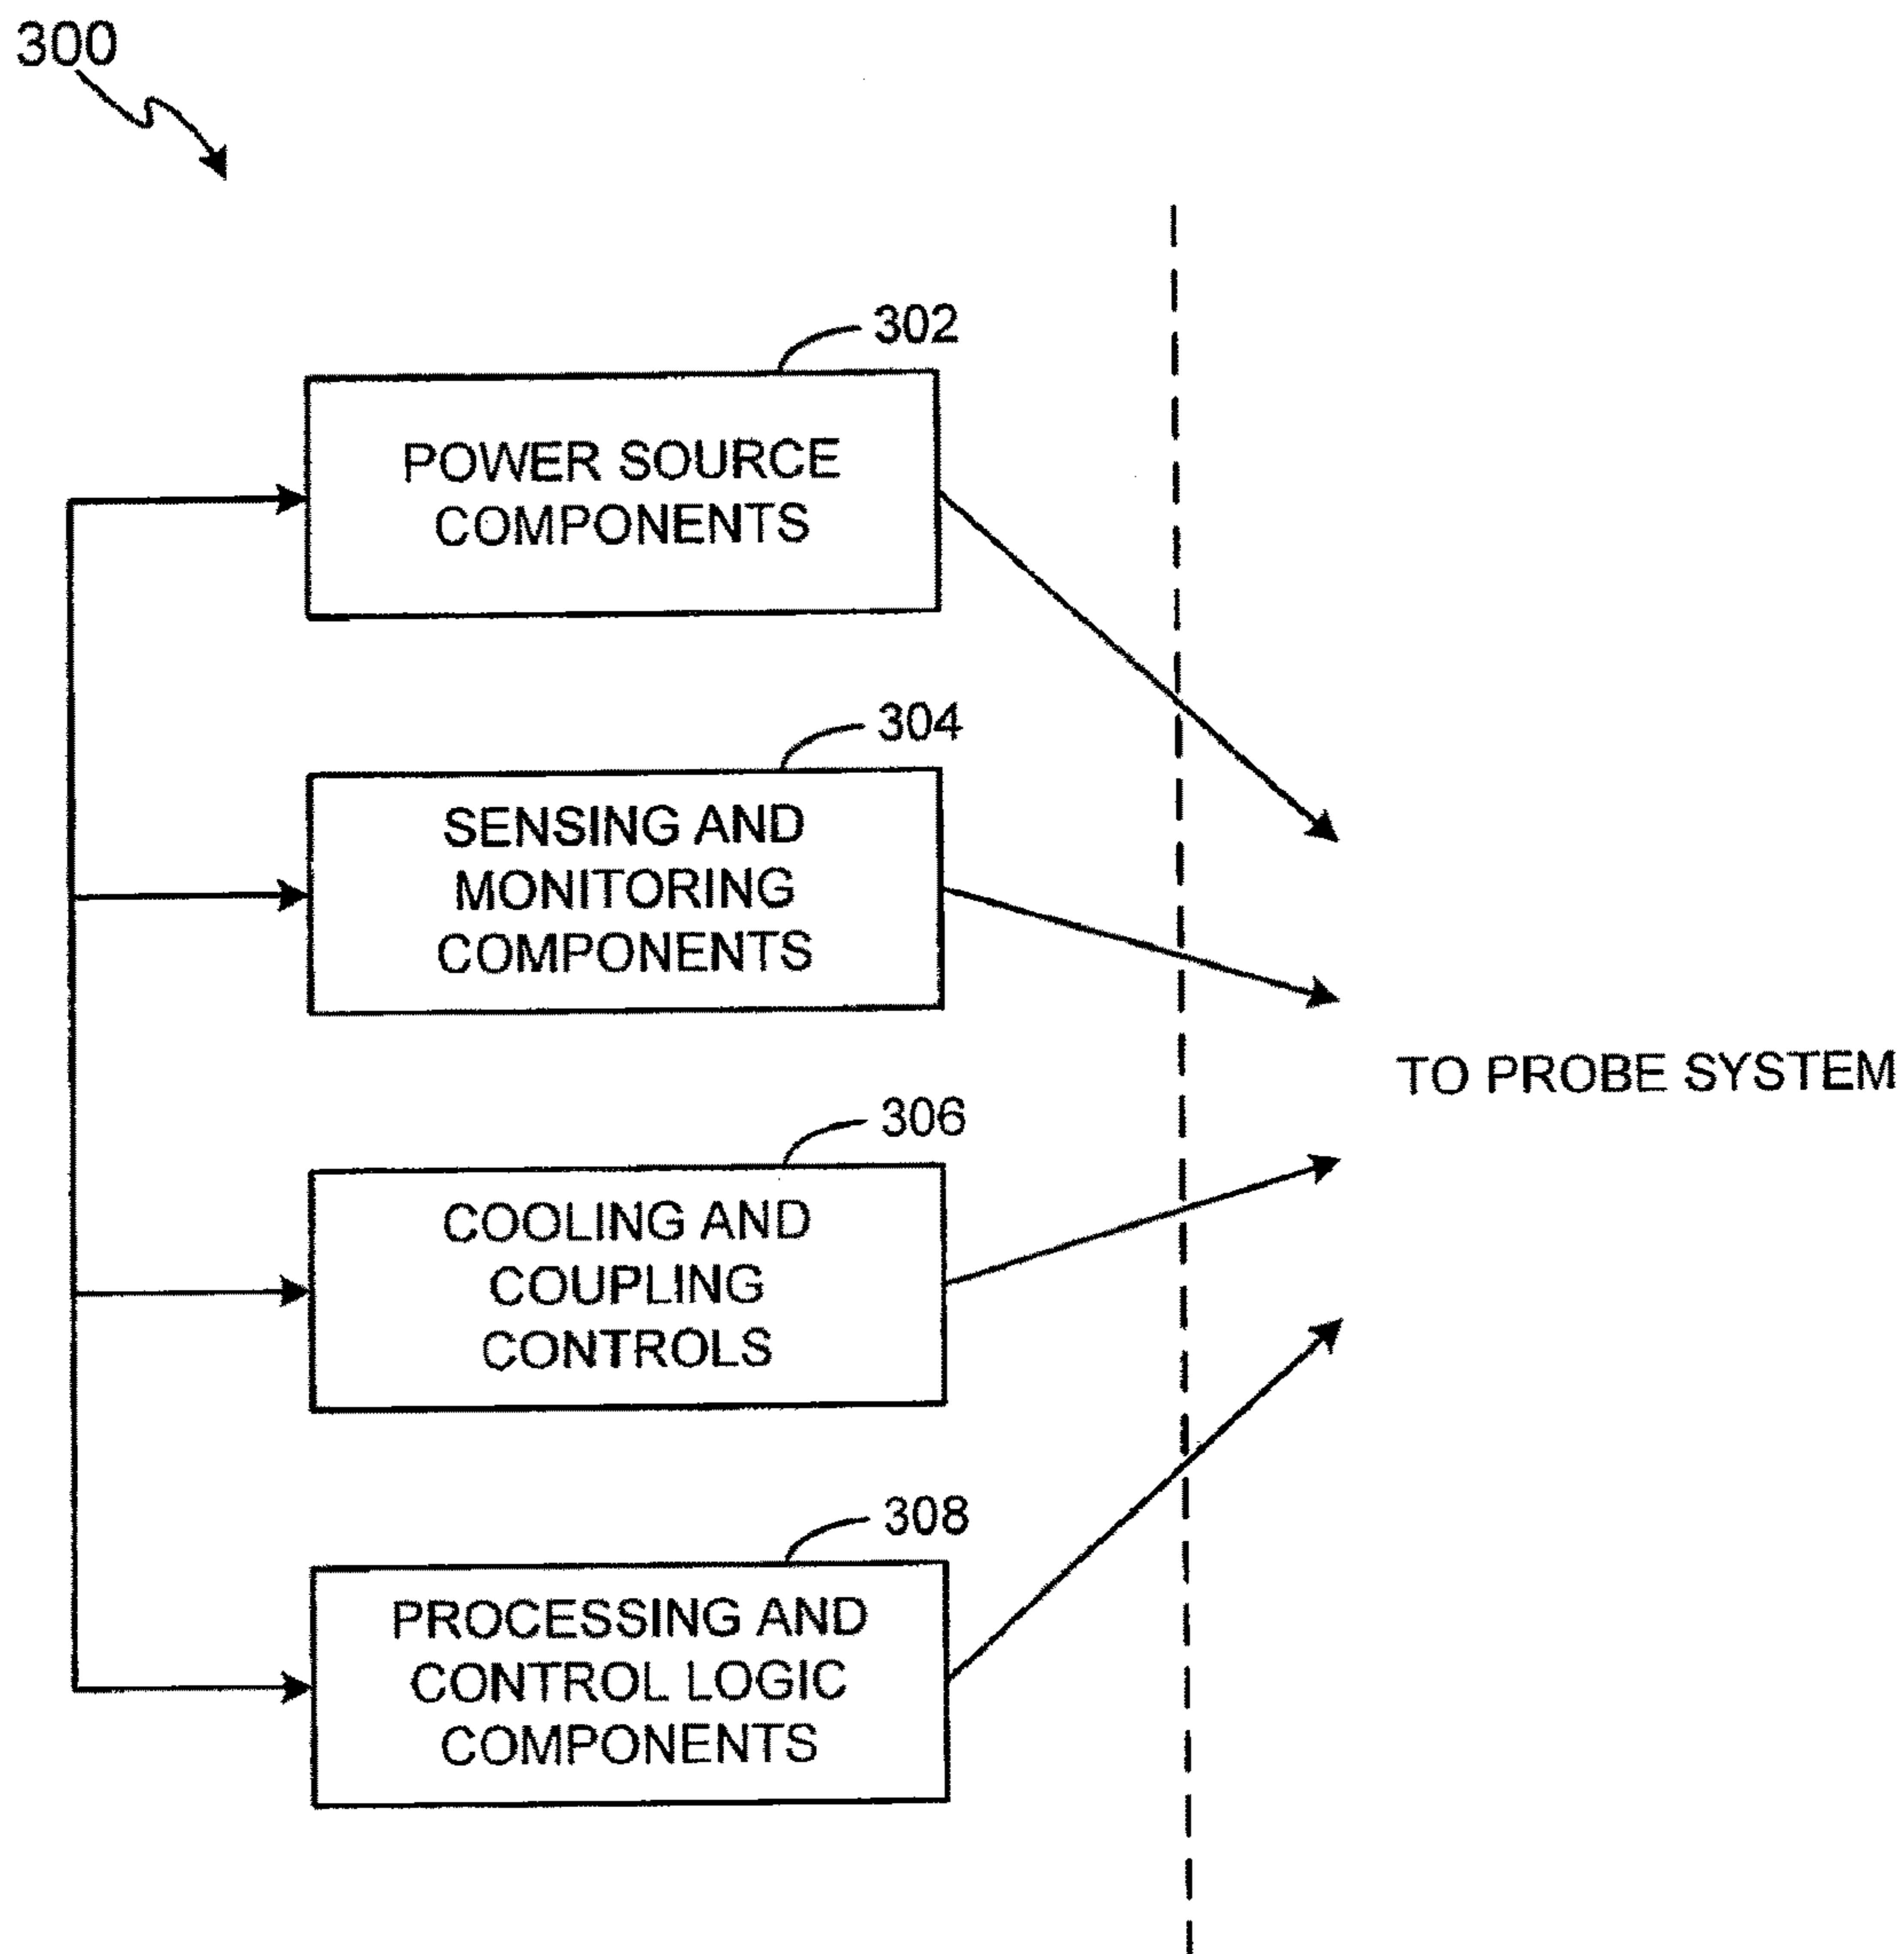 300
302
POWER SOURCE
COMPONENTS
304
SENSING AND
MONITORING
COMPONENTS
TO PROBE SYSTEM
306
COOLING AND
COUPLING
CONTROLS
308
PROCESSING AND
CONTROL LOGIC
COMPONENTS